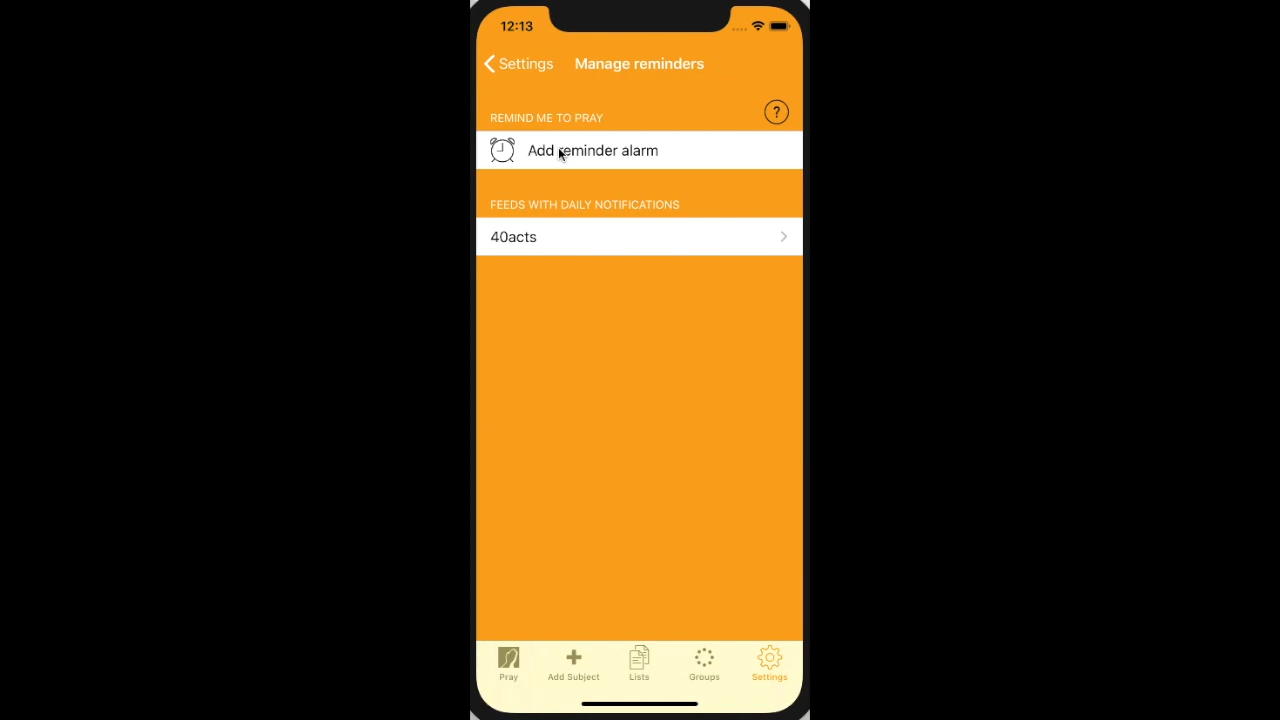 12:13
Settings
Manage reminders
REMIND ME TO PRAY
?
Add reminder alarm
FEEDS WITH DAILY NOTIFICATIONS
40acts
Pray
Add Subject
Lists
Groups
Settings